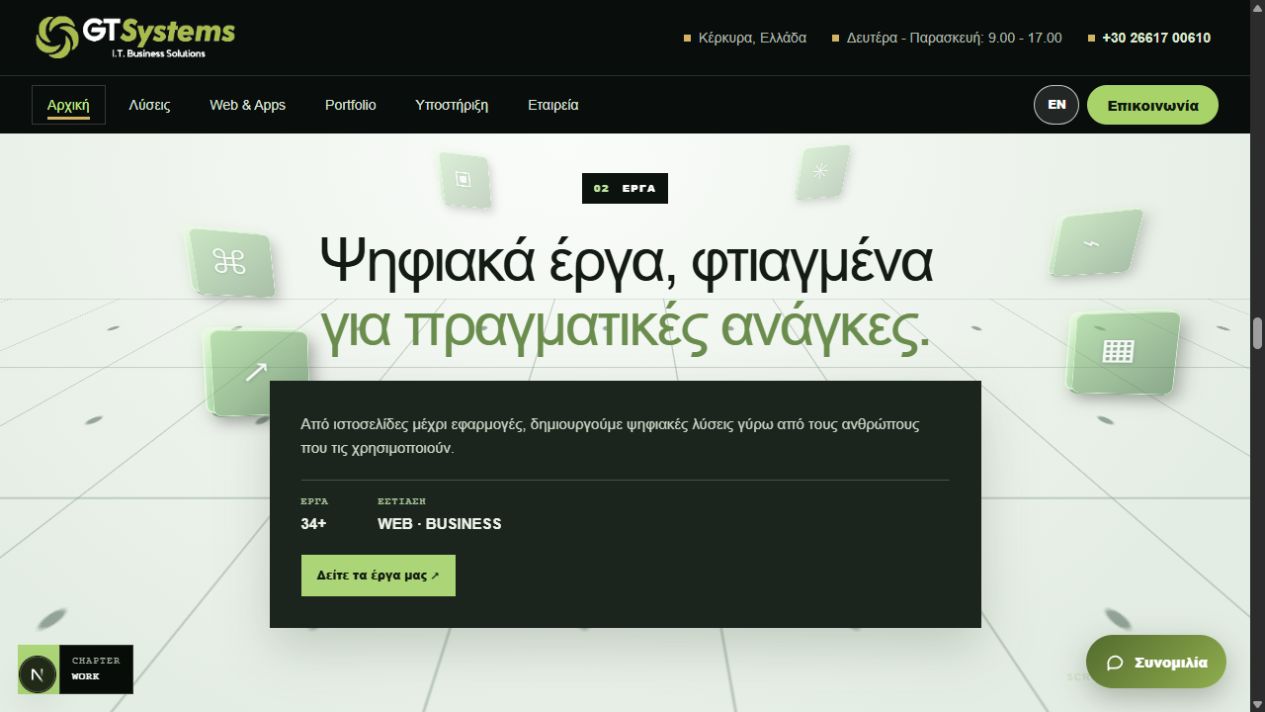 GTSystems
I.T. Business Solutions
Κέρκυρα, Ελλάδα
Δευτέρα - Παρασκευή: 9.00 - 17.00
+30 26617 00610
Αρχική
Λύσεις
Web & Apps
Portfolio
Υποστήριξη
Εταιρεία
EN
Επικοινωνία
02 ΕΡΓΑ
Ψηφιακά έργα, φτιαγμένα
για πραγματικές ανάγκες.
Από ιστοσελίδες μέχρι εφαρμογές, δημιουργούμε ψηφιακές λύσεις γύρω από τους ανθρώπους
που τις χρησιμοποιούν.
ΕΡΓΑ
34+
ΕΣΤΙΑΣΗ
WEB · BUSINESS
Δείτε τα έργα μας ↗
N
CHAPTER
WORK
Συνομιλία